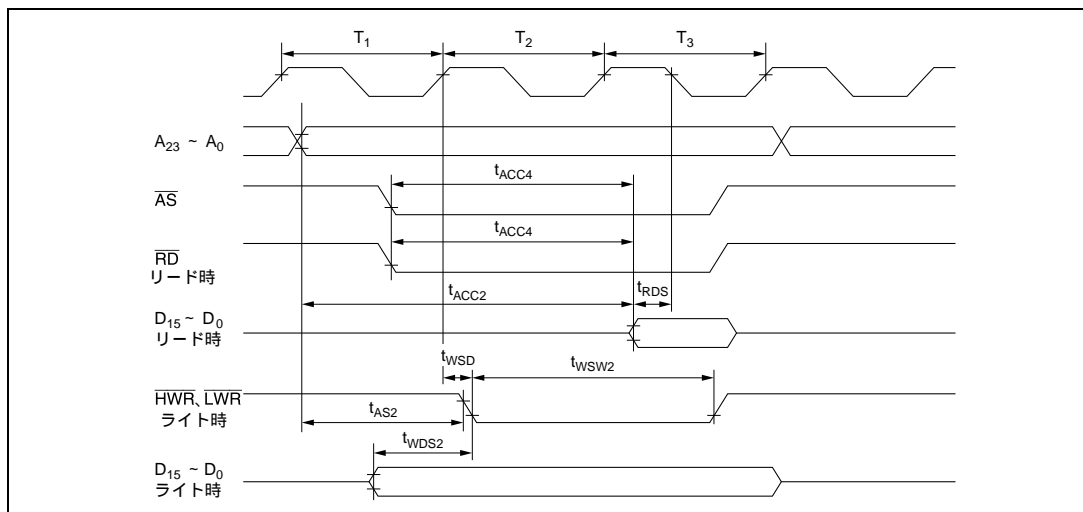 T1 T2 T3
A23 ~ A0
tACC4
AS
tACC4
RD
リード時
tACC2 tRDS
D15 ~ D0
リード時
tWSD tWSW2
HWR、LWR
ライト時
tAS2
tWDS2
D15 ~ D0
ライト時